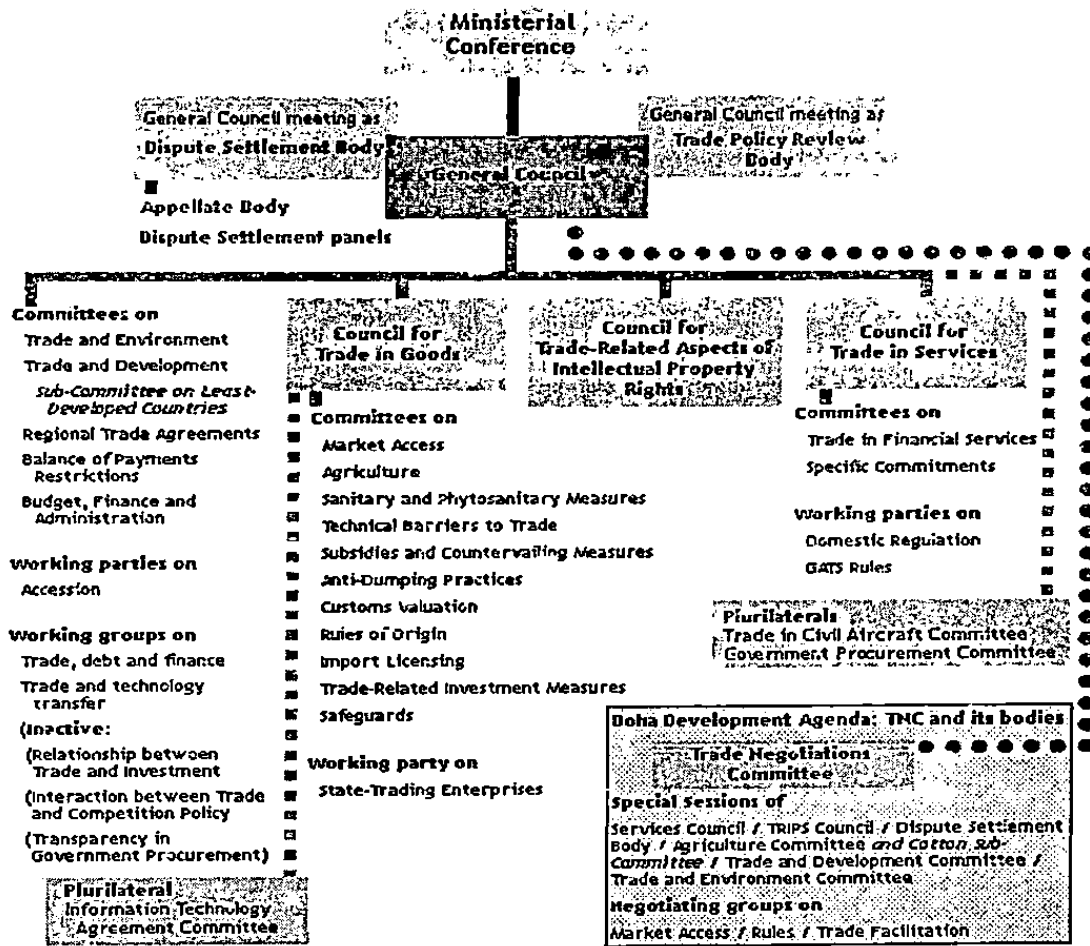 Ministerial
Conference
General Council meeting as
Dispute Settlement Body
General Council meeting as
Trade Policy Review
Body
General Council
Appellate Body
Dispute Settlement panels
Committees on
Trade and Environment
Trade and Development
Sub-Committee on Least-
Developed Countries
Regional Trade Agreements
Balance of Payments
Restrictions
Budget, Finance and
Administration
Working parties on
Accession
Working groups on
Trade, debt and finance
Trade and technology
transfer
(Inactive:
(Relationship between
Trade and Investment
(Interaction between Trade
and Competition Policy
(Transparency in
Government Procurement)
Plurilateral
Information Technology
Agreement Committee
Council for
Trade in Goods
Committees on
Market Access
Agriculture
Sanitary and Phytosanitary Measures
Technical Barriers to Trade
Subsidies and Countervailing Measures
Anti-Dumping Practices
Customs Valuation
Rules of Origin
Import Licensing
Trade-Related Investment Measures
Safeguards
Working party on
State-Trading Enterprises
Council for
Trade-Related Aspects of
Intellectual Property
Rights
Council for
Trade in Services
Committees on
Trade in Financial Services
Specific Commitments
Working parties on
Domestic Regulation
GATS Rules
Plurilaterals
Trade in Civil Aircraft Committee
Government Procurement Committee
Doha Development Agenda: TNC and its bodies
Trade Negotiations
Committee
Special Sessions of
Services Council / TRIPS Council / Dispute Settlement
Body / Agriculture Committee and Cotton Sub-
Committee / Trade and Development Committee /
Trade and Environment Committee
Negotiating groups on
Market Access / Rules / Trade Facilitation